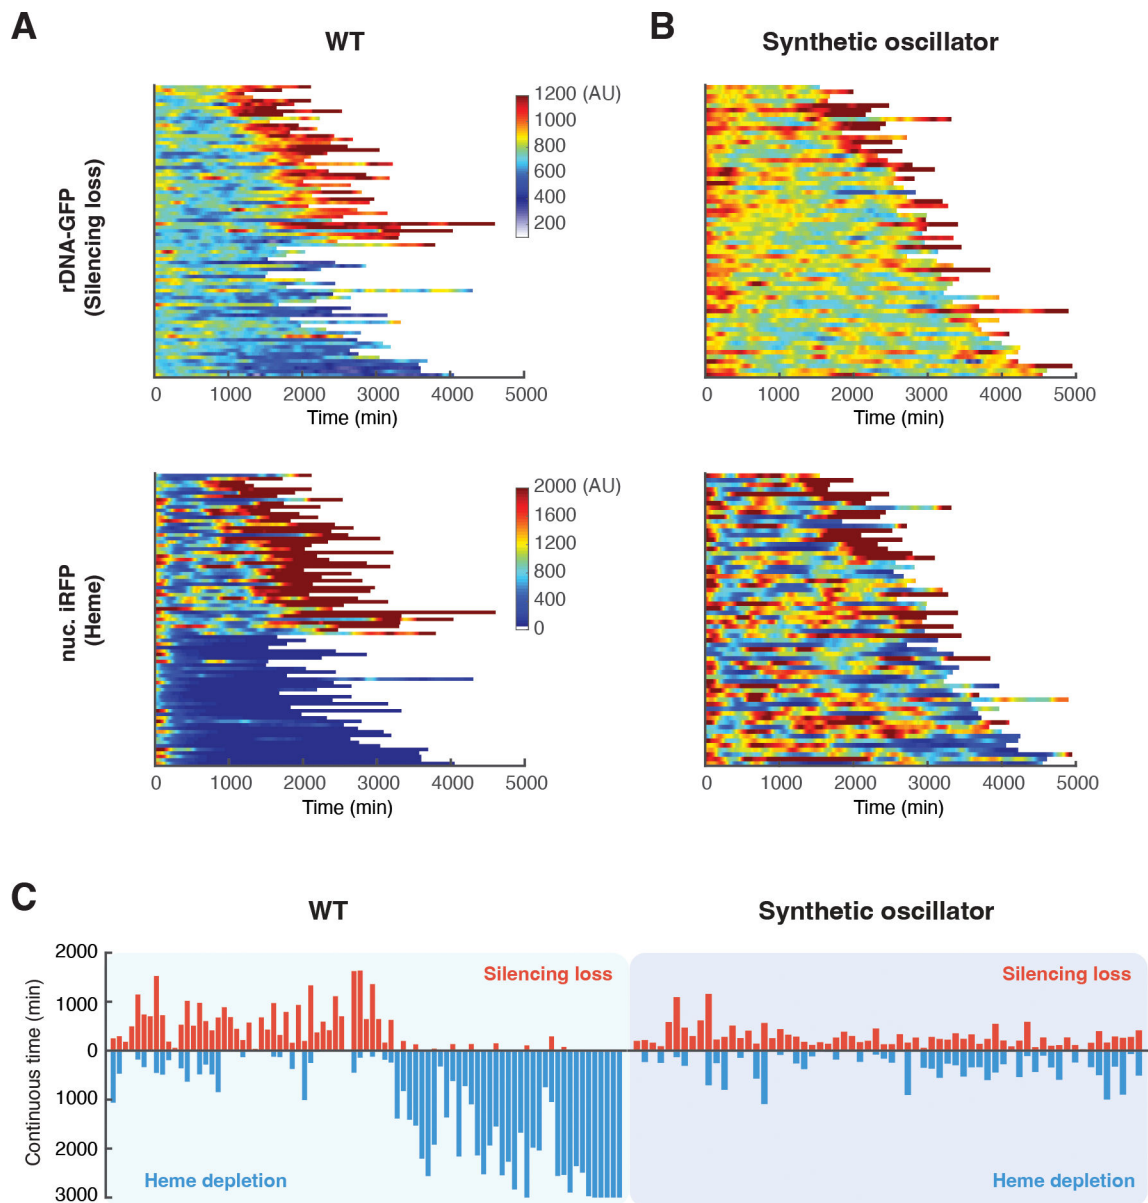 A
WT
B
Synthetic oscillator
rDNA-GFP
(Silencing loss)
1200 (AU)
1000
800
600
400
200
0 1000 2000 3000 4000 5000
Time (min)
0 1000 2000 3000 4000 5000
Time (min)
nuc. iRFP
(Heme)
2000 (AU)
1600
1200
800
400
0
0 1000 2000 3000 4000 5000
Time (min)
0 1000 2000 3000 4000 5000
Time (min)
C
WT
Synthetic oscillator
Continuous time (min)
2000
1000
0
1000
2000
3000
Silencing loss
Heme depletion
Silencing loss
Heme depletion